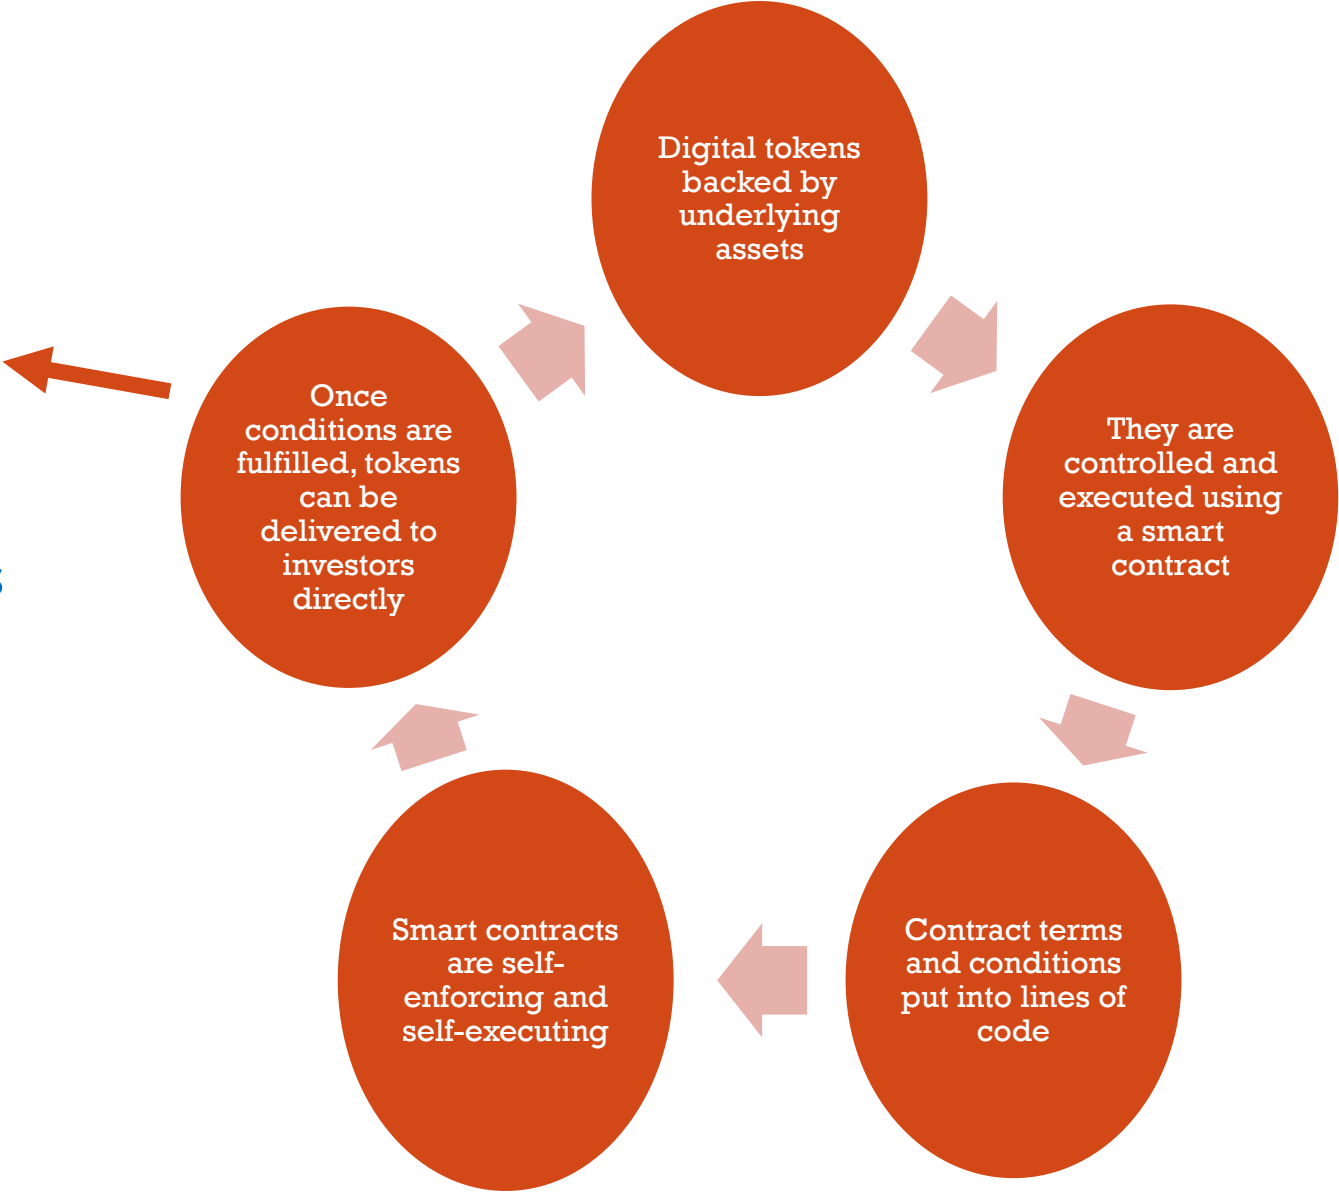 Digital tokens
backed by
underlying
assets
They are
controlled and
executed using
a smart
contract
Contract terms
and conditions
put into lines of
code
Smart contracts
are self-
enforcing and
self-executing
Once
conditions are
fulfilled, tokens
can be
delivered to
investors
directly